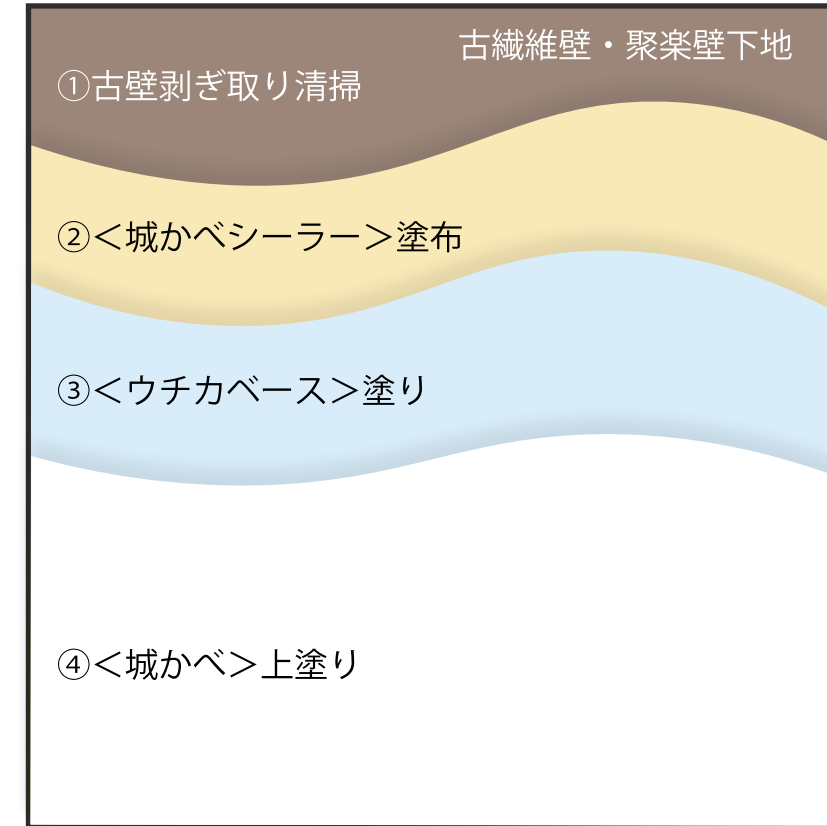 古繊維壁・聚楽壁下地
①古壁剥ぎ取り清掃
②＜城かべシーラー＞塗布
③＜ウチカベース＞塗り
④＜城かべ＞上塗り